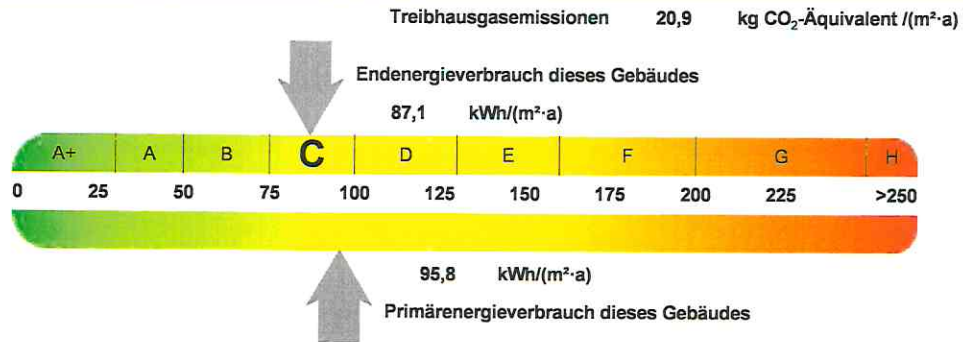 Treibhausgasemissionen 20,9 kg CO₂-Äquivalent /(m²·a)
Endenergieverbrauch dieses Gebäudes
87,1 kWh/(m²·a)
A+ A B C D E F G H
0 25 50 75 100 125 150 175 200 225 >250
95,8 kWh/(m²·a)
Primärenergieverbrauch dieses Gebäudes